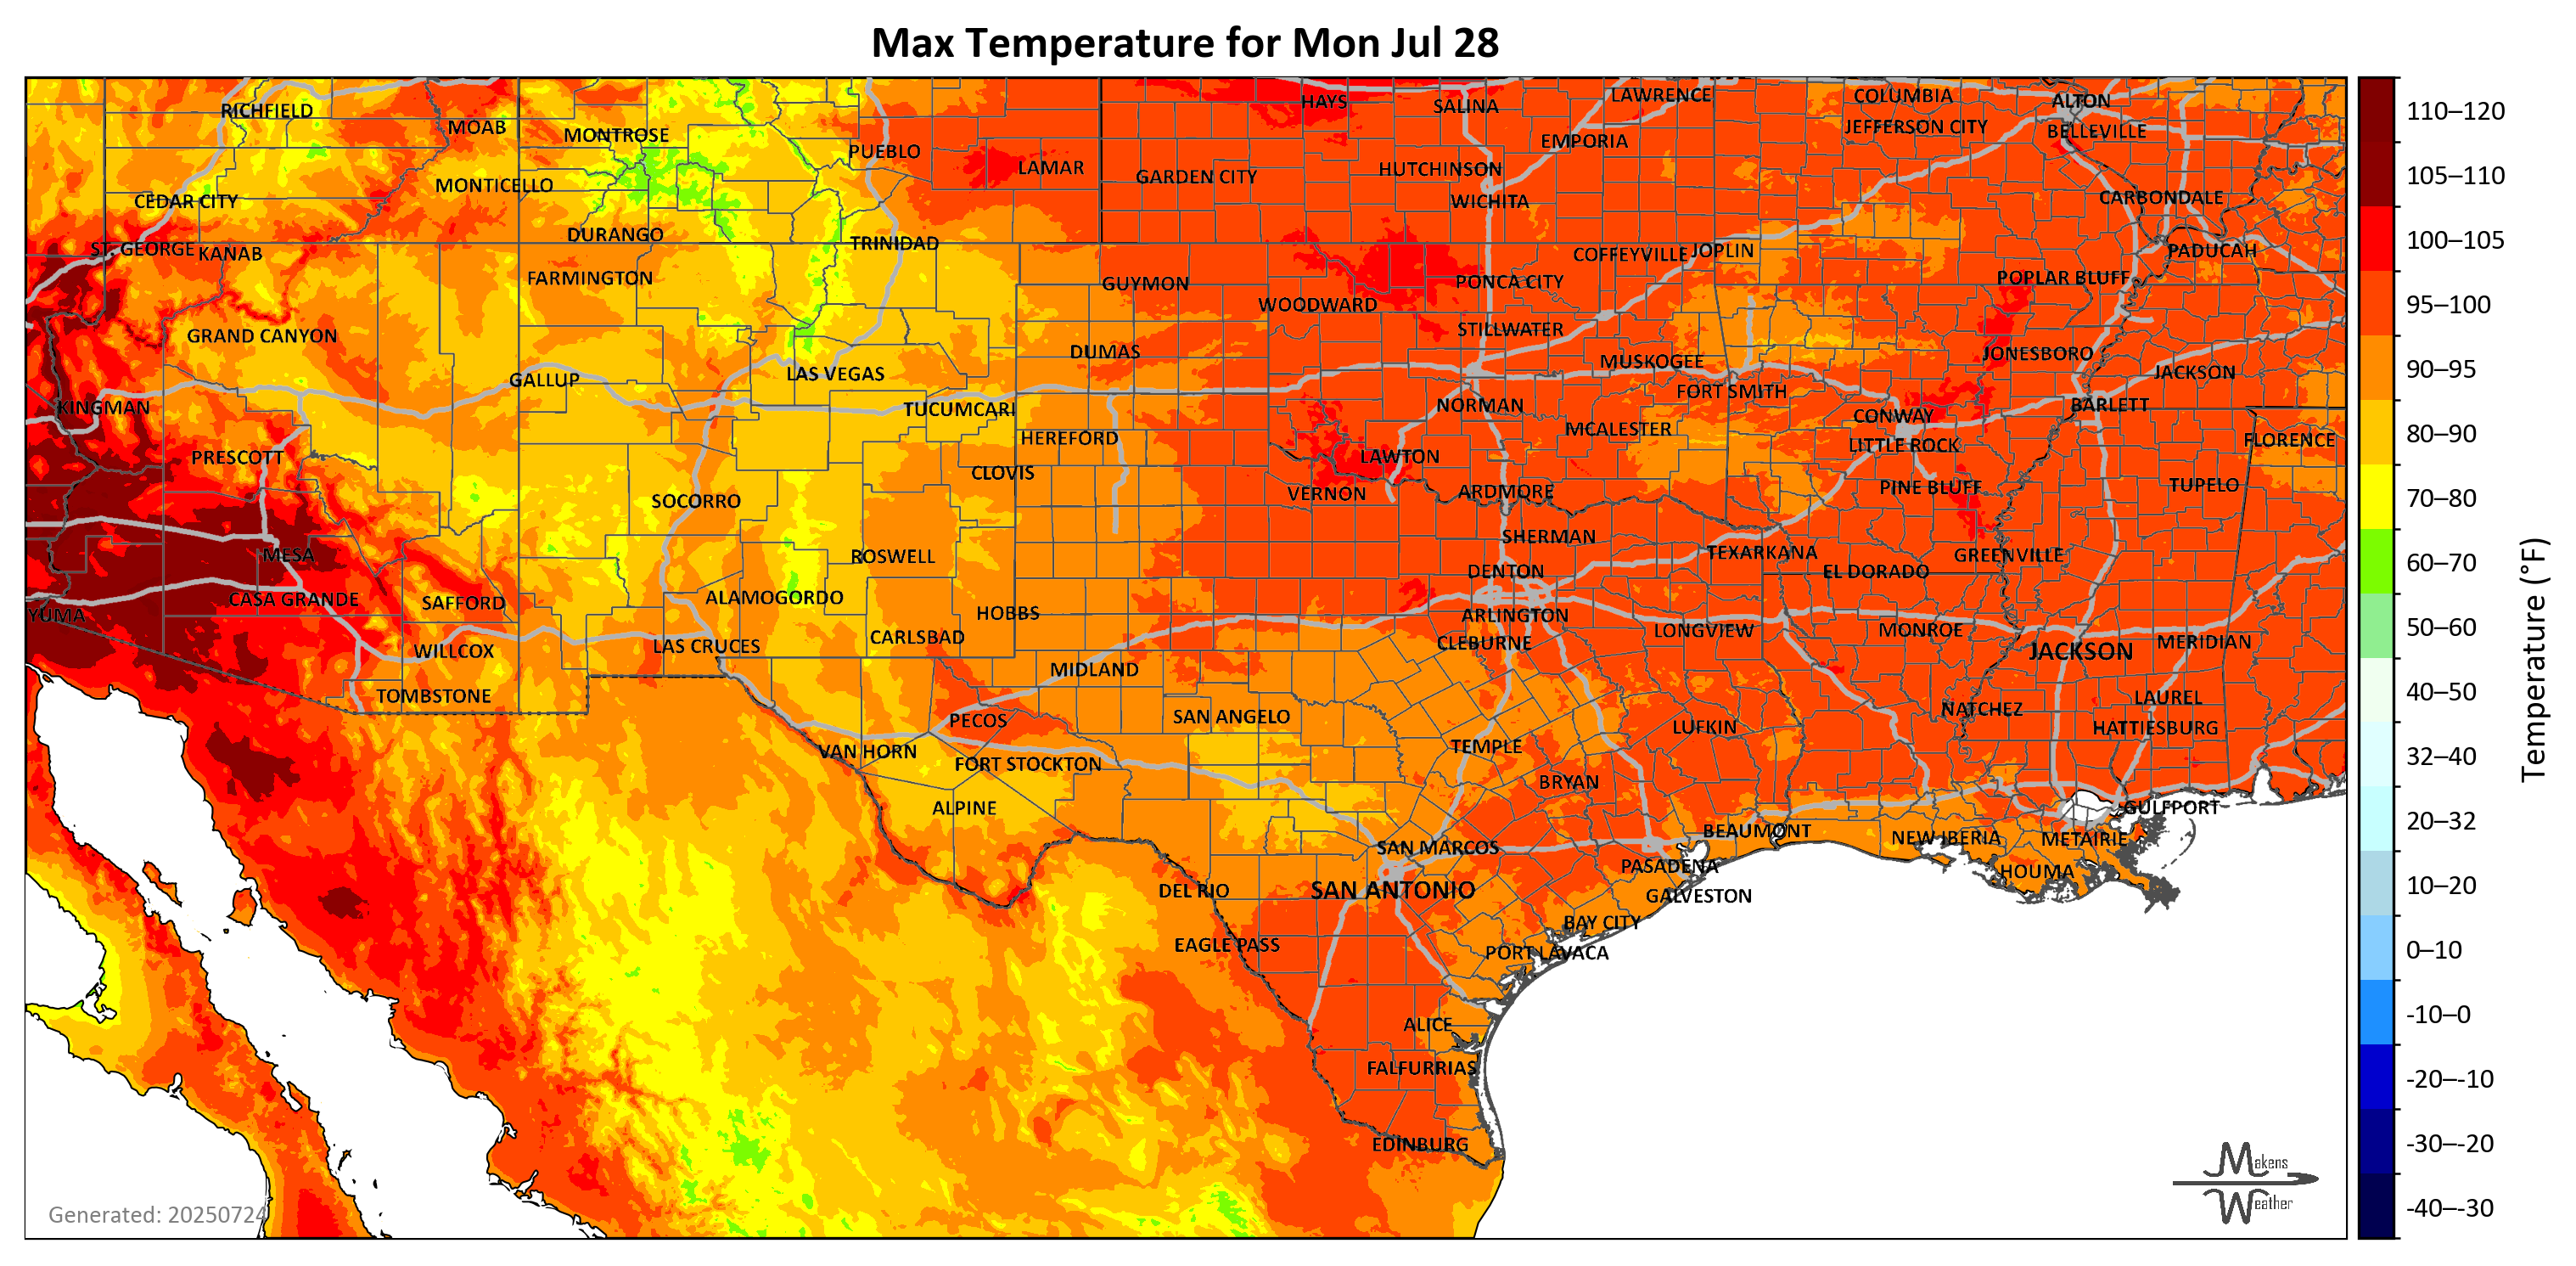 Max Temperature for Mon Jul 28
RICHFIELD
MOAB
MONTROSE
PUEBLO
LAMAR
HAYS
SALINA
LAWRENCE
COLUMBIA
ALTON
EMPORIA
JEFFERSON CITY
BELLEVILLE
CEDAR CITY
MONTICELLO
GARDEN CITY
HUTCHINSON
WICHITA
CARBONDALE
ST. GEORGE
KANAB
DURANGO
TRINIDAD
COFFEYVILLE
JOPLIN
PADUCAH
FARMINGTON
GUYMON
WOODWARD
PONCA CITY
POPLAR BLUFF
GRAND CANYON
DUMAS
STILLWATER
MUSKOGEE
JONESBORO
GALLUP
LAS VEGAS
FORT SMITH
JACKSON
KINGMAN
TUCUMCARI
NORMAN
CONWAY
BARLETT
HEREFORD
MCALESTER
LITTLE ROCK
FLORENCE
PRESCOTT
CLOVIS
LAWTON
SOCORRO
VERNON
ARDMORE
PINE BLUFF
TUPELO
MESA
ROSWELL
SHERMAN
TEXARKANA
GREENVILLE
CASA GRANDE
SAFFORD
ALAMOGORDO
DENTON
EL DORADO
YUMA
HOBBS
ARLINGTON
WILLCOX
LAS CRUCES
CARLSBAD
CLEBURNE
LONGVIEW
MONROE
JACKSON
MERIDIAN
TOMBSTONE
MIDLAND
LAUREL
PECOS
SAN ANGELO
NATCHEZ
HATTIESBURG
VAN HORN
FORT STOCKTON
TEMPLE
LUFKIN
ALPINE
BRYAN
GULFPORT
SAN MARCOS
BEAUMONT
NEW IBERIA
METAIRIE
DEL RIO
SAN ANTONIO
PASADENA
HOUMA
GALVESTON
EAGLE PASS
BAY CITY
PORT LAVACA
ALICE
FALFURRIAS
EDINBURG
110–120
105–110
100–105
95–100
90–95
80–90
70–80
60–70
50–60
40–50
32–40
20–32
10–20
0–10
-10–0
-20–-10
-30–-20
-40–-30
Temperature (°F)
Generated: 20250724
Makens
Weather